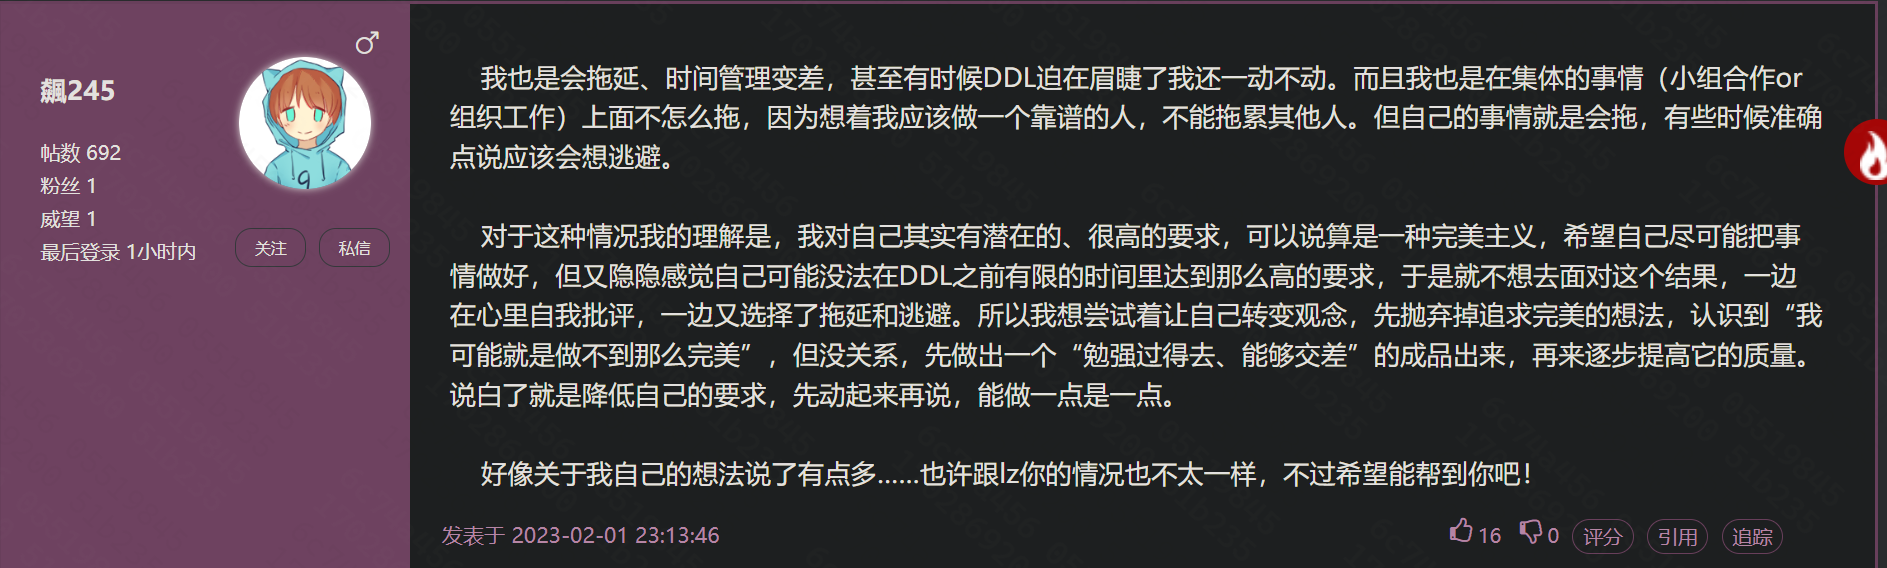 飆245
帖数 692
粉丝 1
威望 1
最后登录 1小时内
关注
私信
我也是会拖延、时间管理变差，甚至有时候DDL迫在眉睫了我还一动不动。而且我也是在集体的事情（小组合作or
组织工作）上面不怎么拖，因为想着我应该做一个靠谱的人，不能拖累其他人。但自己的事情就是会拖，有些时候准确
点说应该会想逃避。
对于这种情况我的理解是，我对自己其实有潜在的、很高的要求，可以说算是一种完美主义，希望自己尽可能把事
情做好，但又隐隐感觉自己可能没法在DDL之前有限的时间里达到那么高的要求，于是就不想去面对这个结果，一边
在心里自我批评，一边又选择了拖延和逃避。所以我想尝试着让自己转变观念，先抛弃掉追求完美的想法，认识到“我
可能就是做不到那么完美”，但没关系，先做出一个“勉强过得去、能够交差”的成品出来，再来逐步提高它的质量。
说白了就是降低自己的要求，先动起来再说，能做一点是一点。
好像关于我自己的想法说了有点多……也许跟lz你的情况也不太一样，不过希望能帮到你吧！
发表于 2023-02-01 23:13:46
16
0
评分
引用
追踪